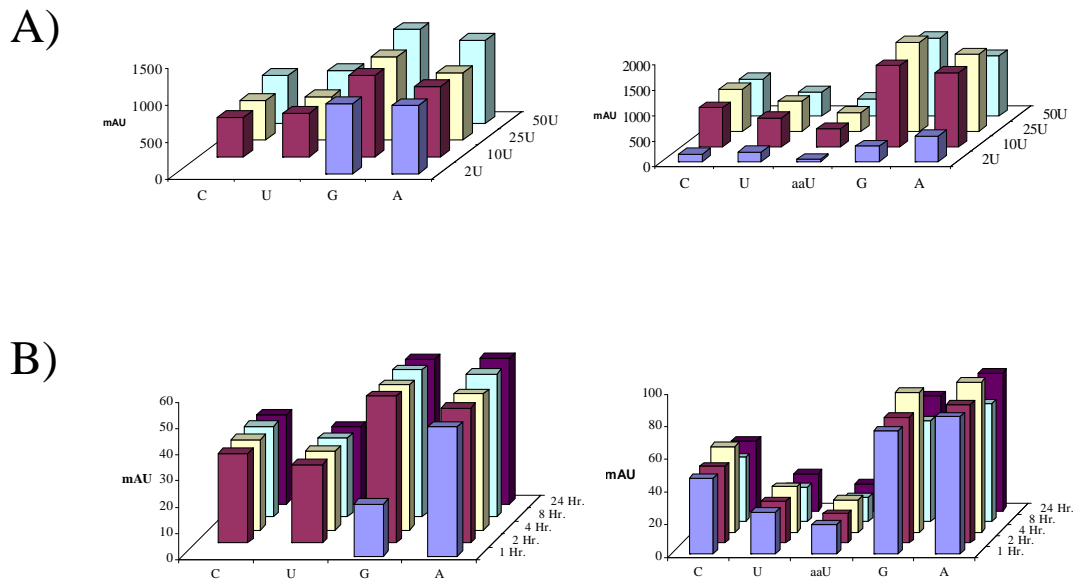 A)
1500
1000
mAU
500
0
C U G A
2U
10U
25U
50U
2000
1500
mAU
1000
500
0
C U aaU G A
2U
10U
25U
50U
B)
60
50
40
mAU
30
20
10
0
C U G A
1 Hr.
2 Hr.
4 Hr.
8 Hr.
24 Hr.
100
80
60
mAU
40
20
0
C U aaU G A
1 Hr.
2 Hr.
4 Hr.
8 Hr.
24 Hr.